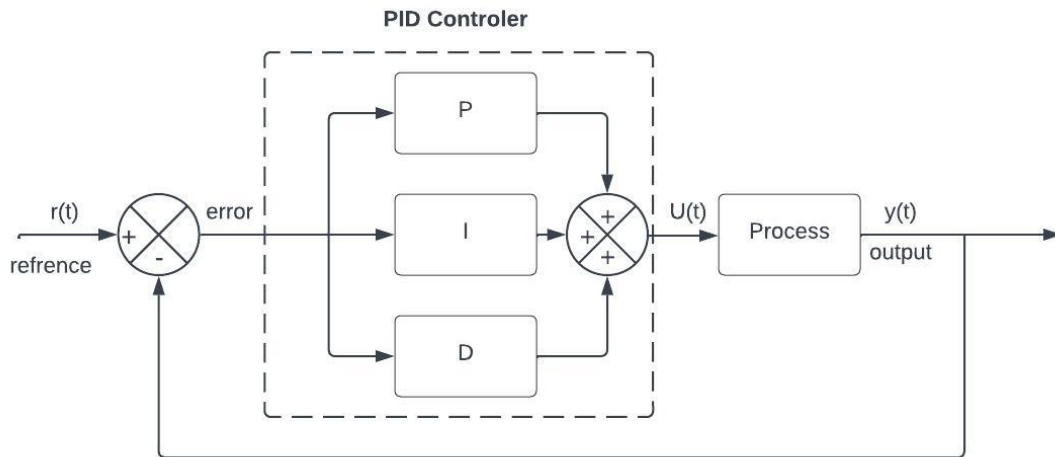 PID Controler
P
r(t)
error
I
U(t)
Process
y(t)
+
+
+
+
-
refrence
output
D